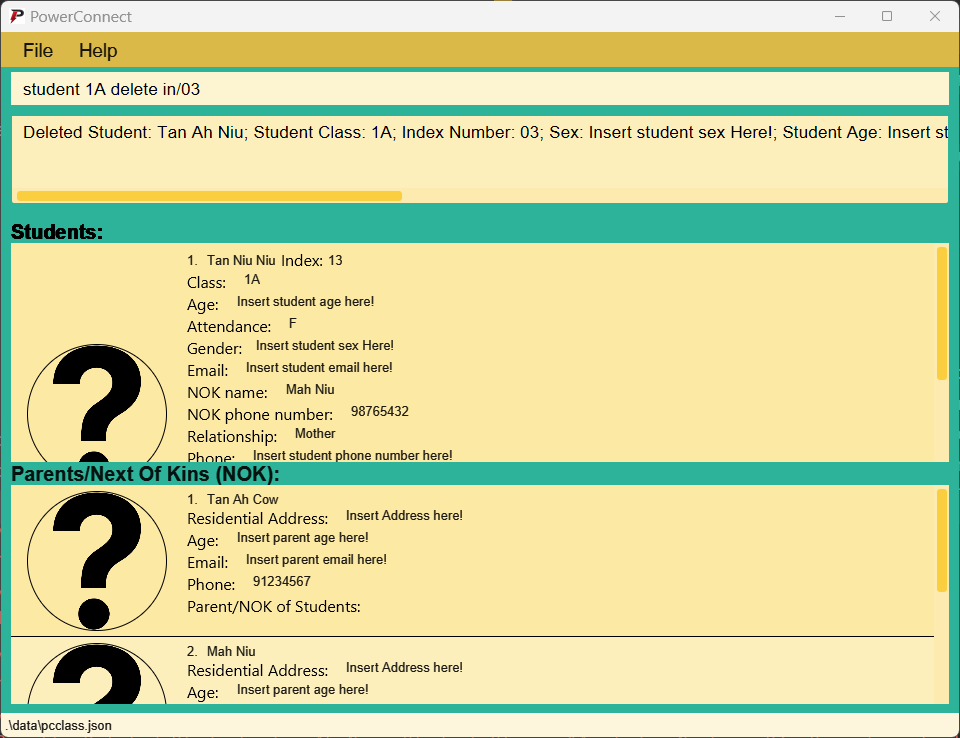 PowerConnect
File Help
student 1A delete in/03
Deleted Student: Tan Ah Niu; Student Class: 1A; Index Number: 03; Sex: Insert student sex Here!; Student Age: Insert st
Students:
1. Tan Niu Niu Index: 13
Class: 1A
Age: Insert student age here!
Attendance: F
Gender: Insert student sex Here!
Email: Insert student email here!
NOK name: Mah Niu
NOK phone number: 98765432
Relationship: Mother
Phone: Insert student phone number here!
Parents/Next Of Kins (NOK):
1. Tan Ah Cow
Residential Address: Insert Address here!
Age: Insert parent age here!
Email: Insert parent email here!
Phone: 91234567
Parent/NOK of Students:
2. Mah Niu
Residential Address: Insert Address here!
Age: Insert parent age here!
.\data\pcclass.json